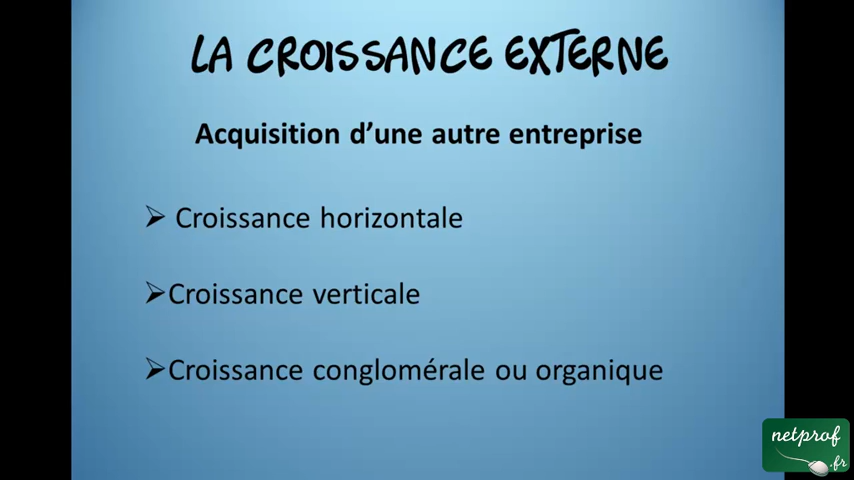 LA CROISSANCE EXTERNE
Acquisition d'une autre entreprise
➢ Croissance horizontale
➢Croissance verticale
➢Croissance conglomérale ou organique
netprof
.fr